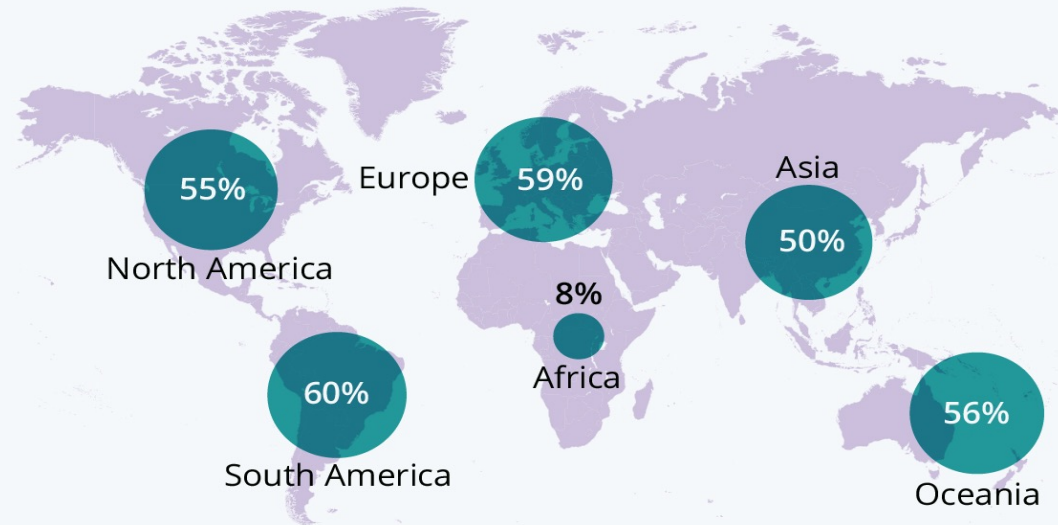 55%
North America
Europe
59%
Asia
50%
8%
Africa
60%
South America
56%
Oceania